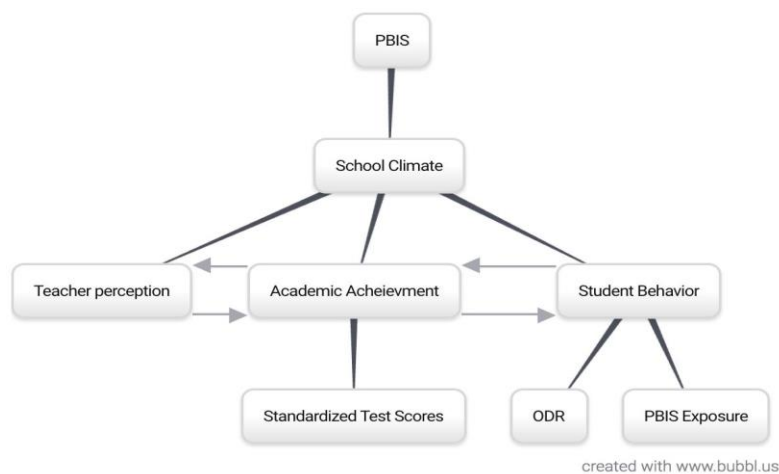 PBIS
School Climate
Teacher perception
Academic Acheievment
Student Behavior
Standardized Test Scores
ODR
PBIS Exposure
created with www.bubbl.us